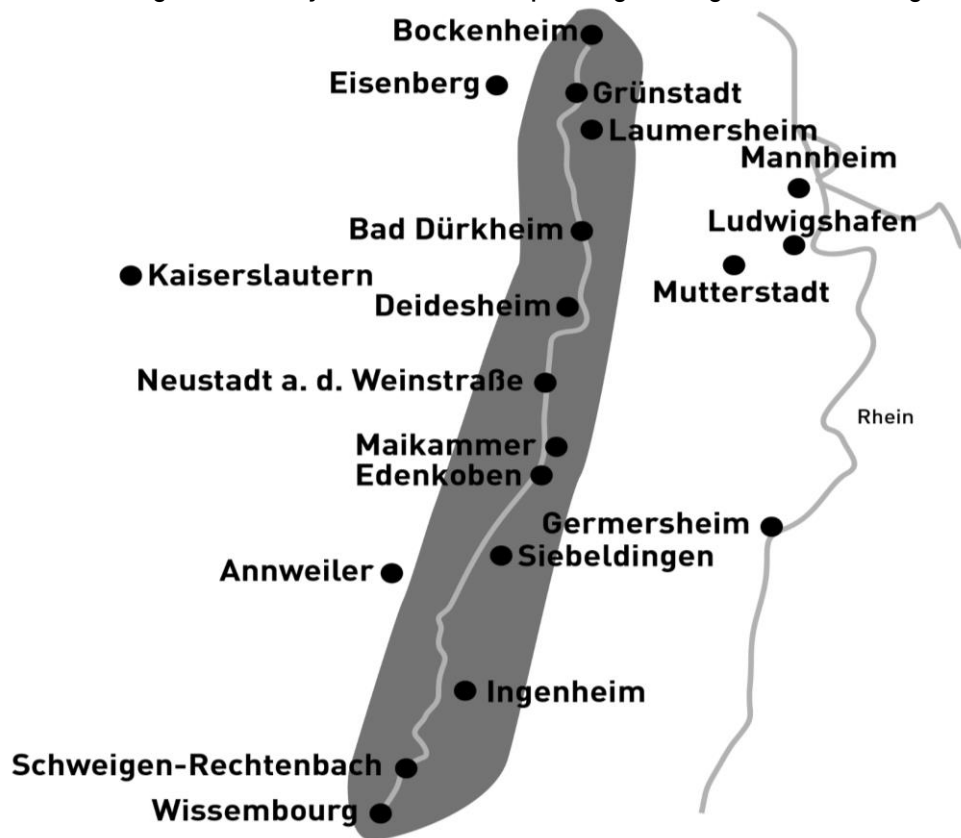 Bockenheim
Eisenberg
Grünstadt
Laumersheim
Mannheim
Ludwigshafen
Bad Dürkheim
Kaiserslautern
Mutterstadt
Deidesheim
Neustadt a. d. Weinstraße
Rhein
Maikammer
Edenkoben
Germersheim
Siebeldingen
Annweiler
Ingenheim
Schweigen-Rechtenbach
Wissembourg